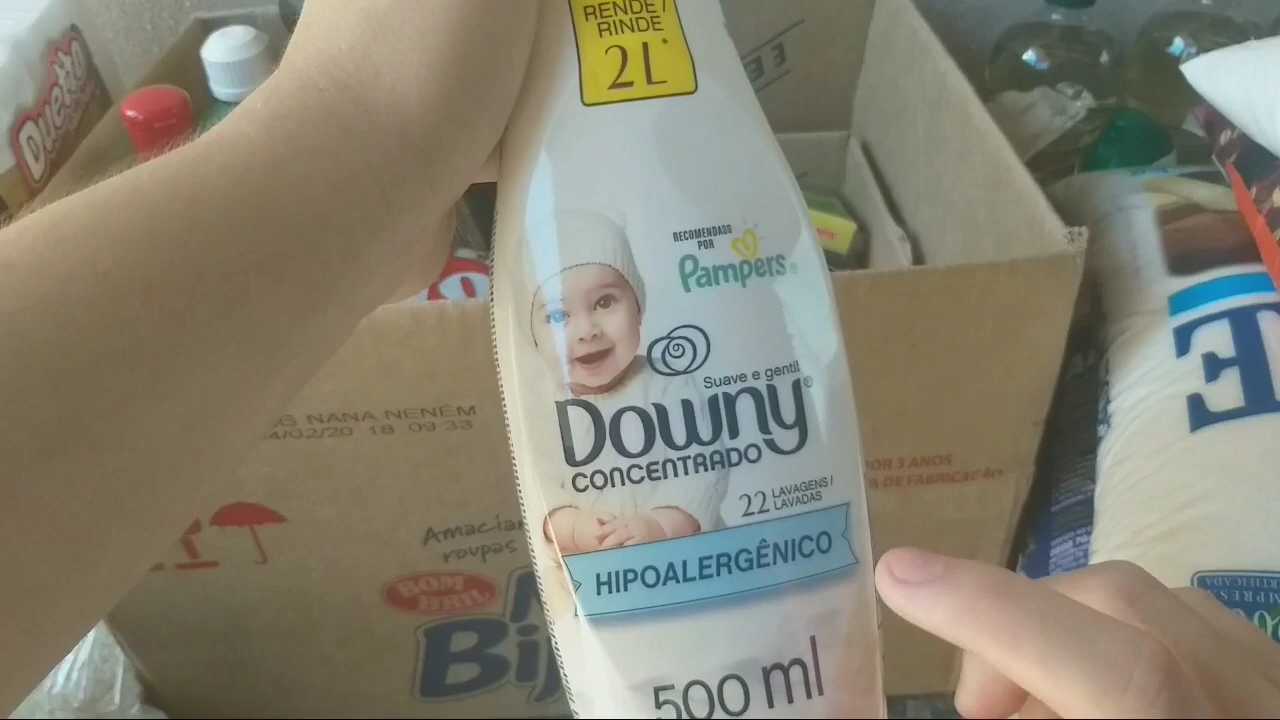 RENDE /
RINDE
2L*
Duetto
RECOMENDADO
POR
Pampers
Suave e gentil
Downy®
CONCENTRADO
22 LAVAGENS /
LAVADAS
HIPOALERGÊNICO
500 ml
NANA NENÊM
4/02/20 18 09 33
POR 3 ANOS
DE FABRICAÇÃO
roupas
BOM
BRIL